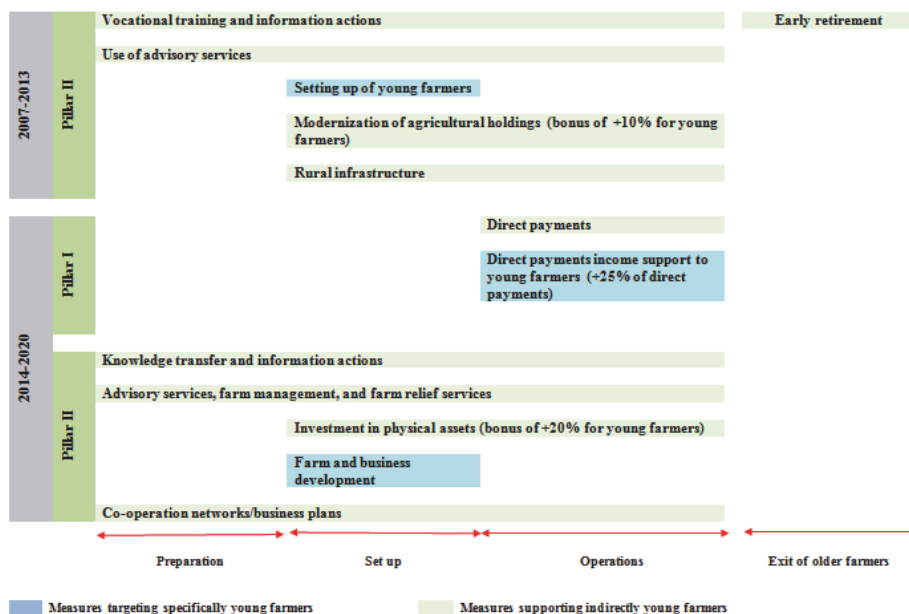 Vocational training and information actions
Early retirement
Use of advisory services
Setting up of young farmers
Modernization of agricultural holdings (bonus of +10% for young
farmers)
Rural infrastructure
2007-2013
Pillar II
Direct payments
Direct payments income support to
young farmers (+25% of direct
payments)
Pillar I
2014-2020
Knowledge transfer and information actions
Advisory services, farm management, and farm relief services
Investment in physical assets (bonus of +20% for young farmers)
Farm and business
development
Co-operation networks/business plans
Pillar II
Preparation
Set up
Operations
Exit of older farmers
Measures targeting specifically young farmers
Measures supporting indirectly young farmers